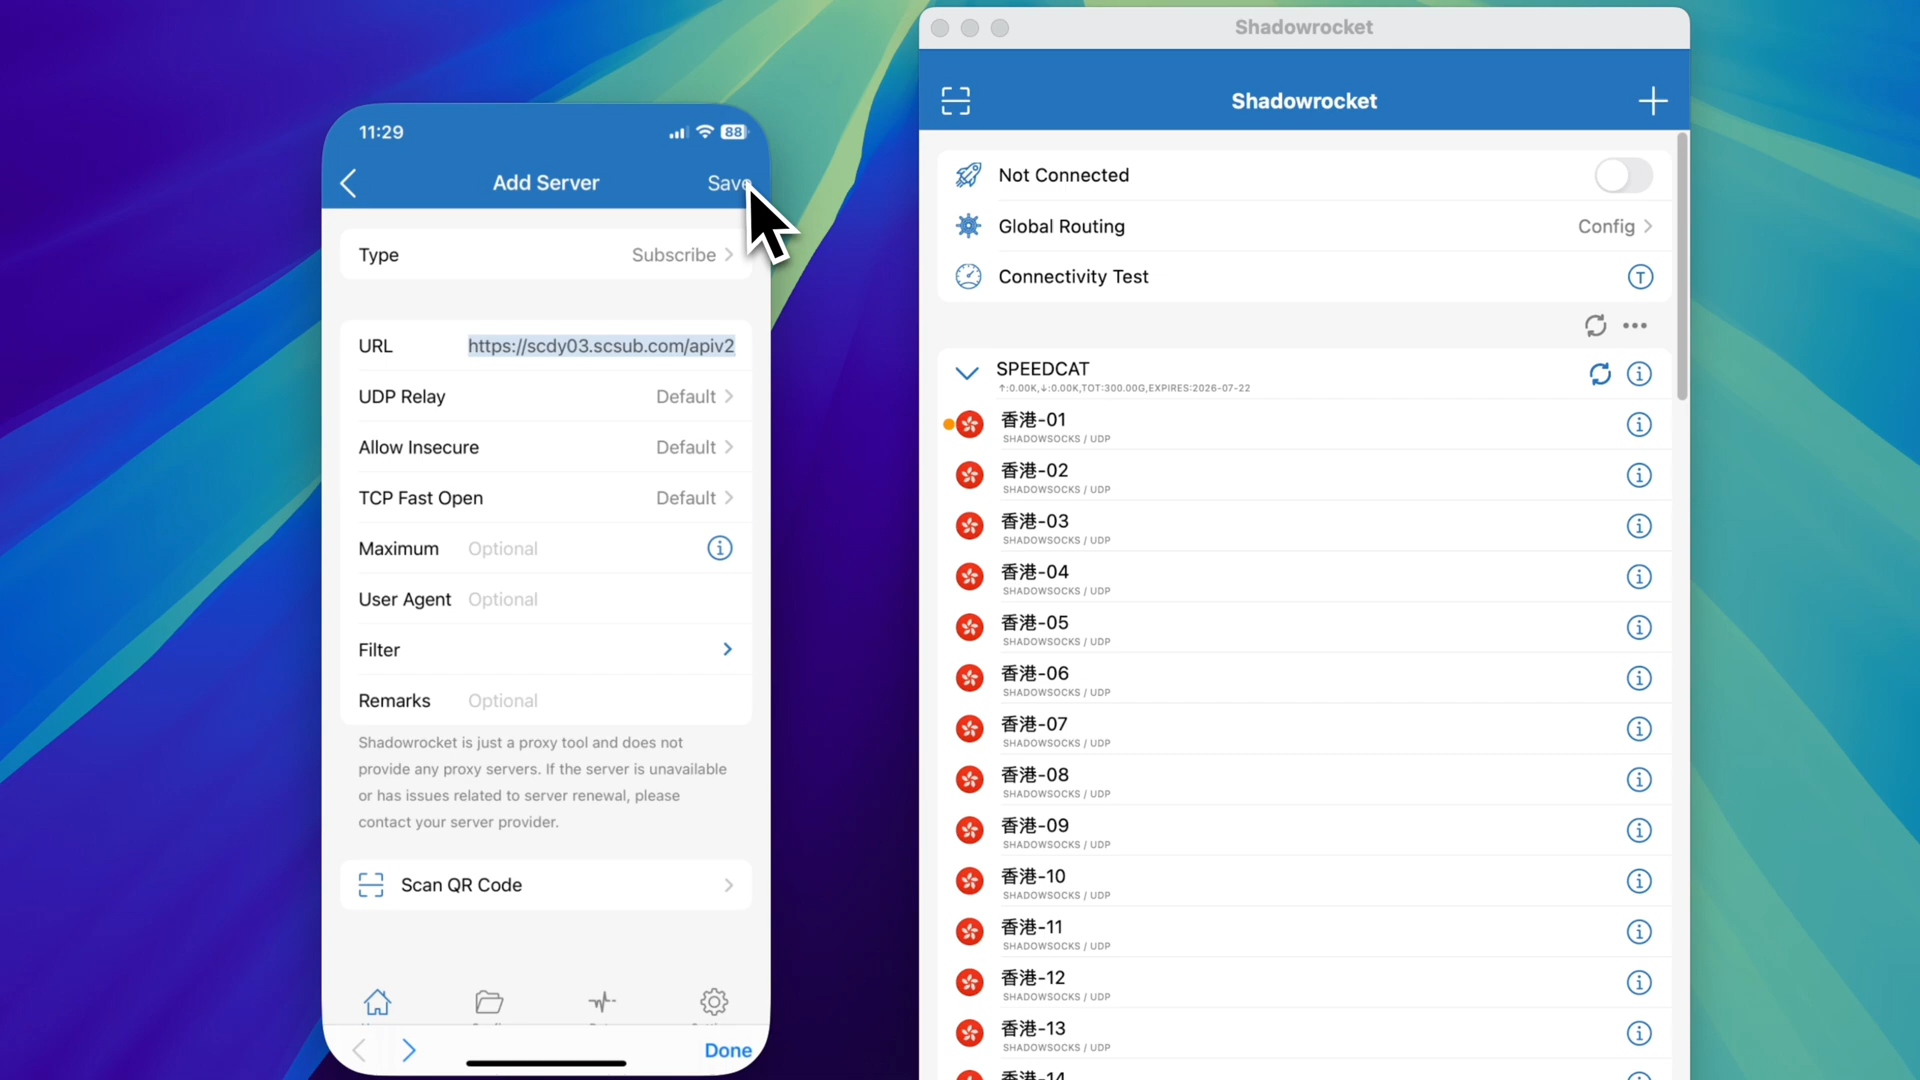 11:29
88
Add Server
Save
Type
Subscribe
URL
https://scdy03.scsub.com/apiv2
UDP Relay
Default
Allow Insecure
Default
TCP Fast Open
Default
Maximum
Optional
User Agent
Optional
Filter
Remarks
Optional
Shadowrocket is just a proxy tool and does not
provide any proxy servers. If the server is unavailable
or has issues related to server renewal, please
contact your server provider.
Scan QR Code
Done
Shadowrocket
Shadowrocket
Not Connected
Global Routing
Config
Connectivity Test
T
SPEEDCAT
↑:0.00K,↓:0.00K,TOT:300.00G,EXPIRES:2026-07-22
香港-01
SHADOWSOCKS / UDP
香港-02
SHADOWSOCKS / UDP
香港-03
SHADOWSOCKS / UDP
香港-04
SHADOWSOCKS / UDP
香港-05
SHADOWSOCKS / UDP
香港-06
SHADOWSOCKS / UDP
香港-07
SHADOWSOCKS / UDP
香港-08
SHADOWSOCKS / UDP
香港-09
SHADOWSOCKS / UDP
香港-10
SHADOWSOCKS / UDP
香港-11
SHADOWSOCKS / UDP
香港-12
SHADOWSOCKS / UDP
香港-13
SHADOWSOCKS / UDP
香港-14